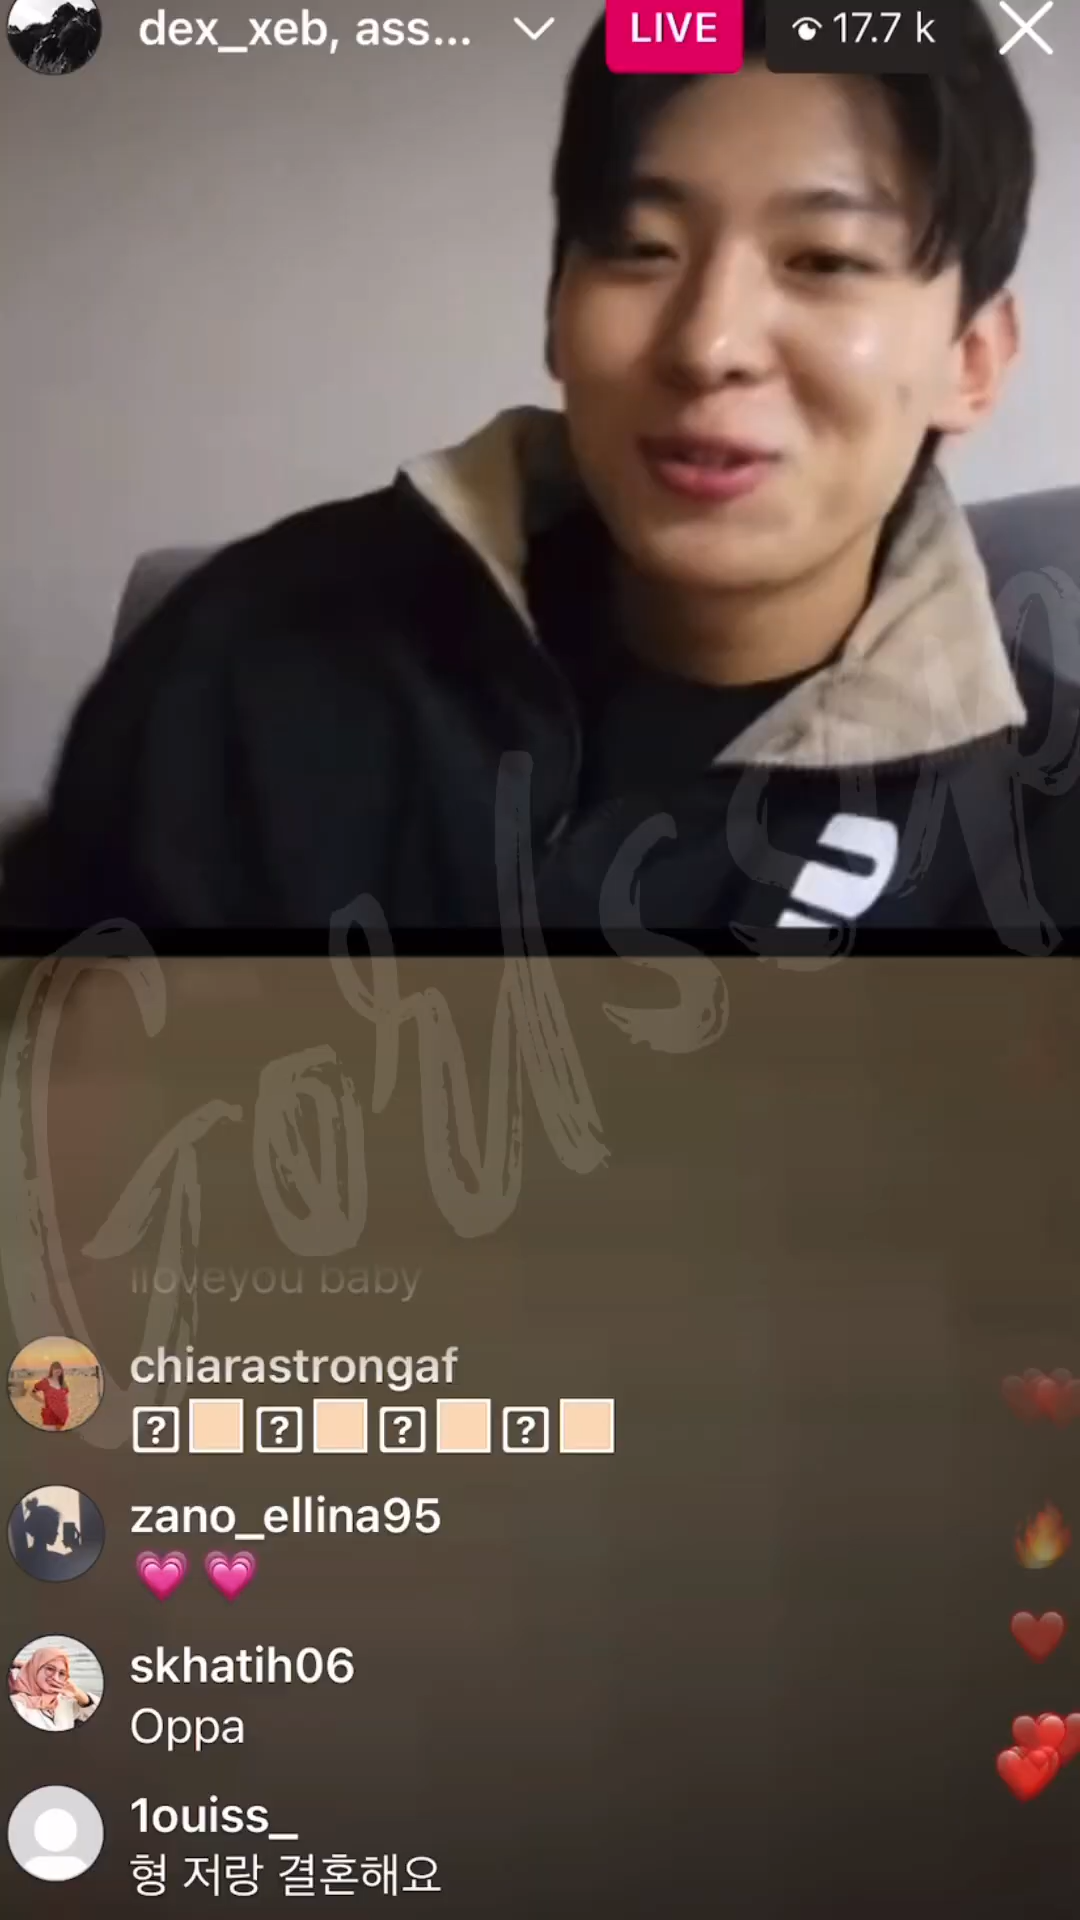 dex_xeb, ass...
LIVE
17.7 k
Gorlssap
iloveyou baby
chiarastrongaf
zano_ellina95
skhatih06
Oppa
1ouiss_
형 저랑 결혼해요